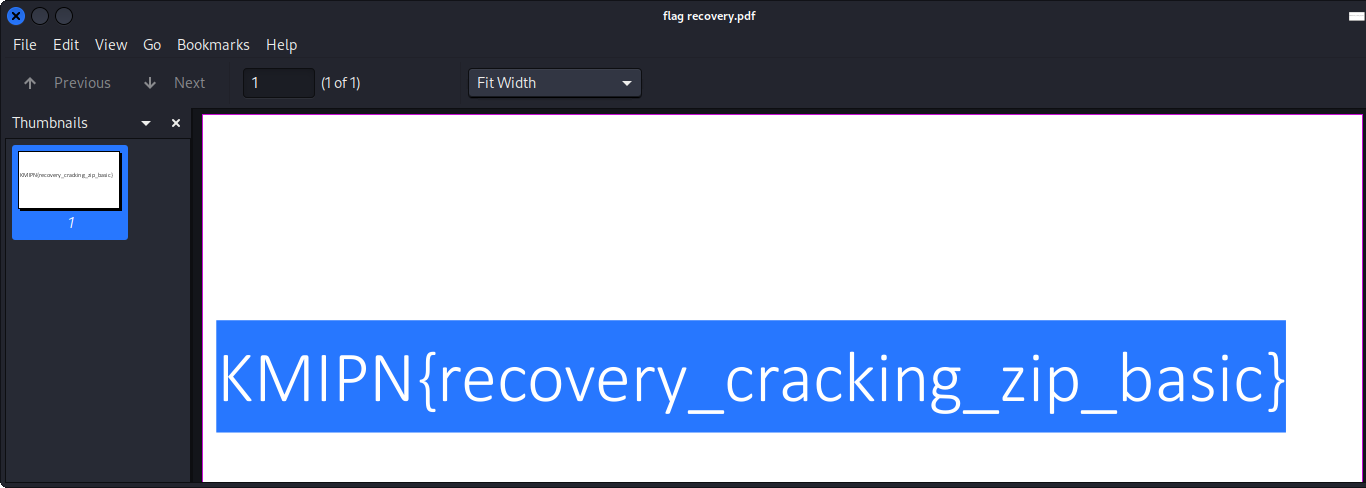 flag recovery.pdf
File Edit View Go Bookmarks Help
Previous Next 1 (1 of 1) Fit Width
Thumbnails
KMIPN{recovery_cracking_zip_basic}
1
KMIPN{recovery_cracking_zip_basic}